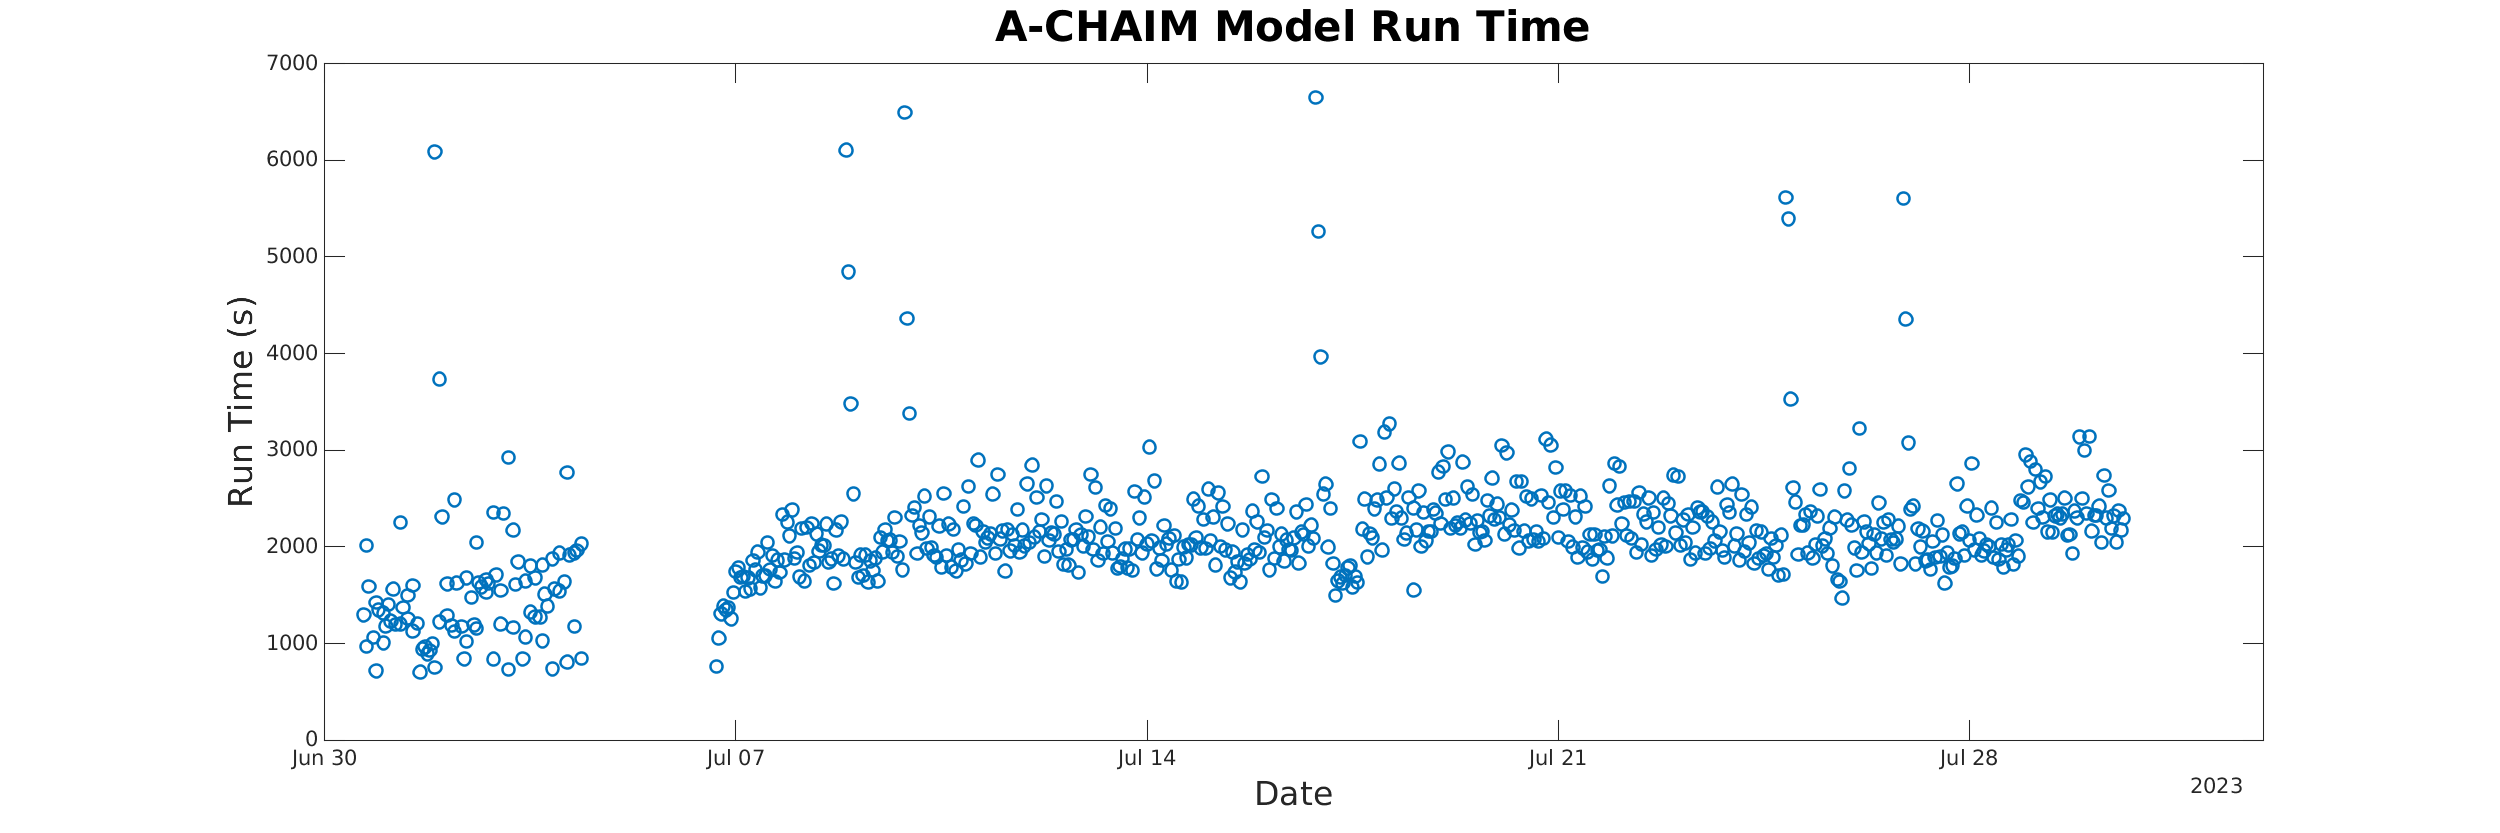 A-CHAIM Model Run Time
Run Time (s)
7000
6000
5000
4000
3000
2000
1000
0
Jun 30
Jul 07
Jul 14
Jul 21
Jul 28
2023
Date